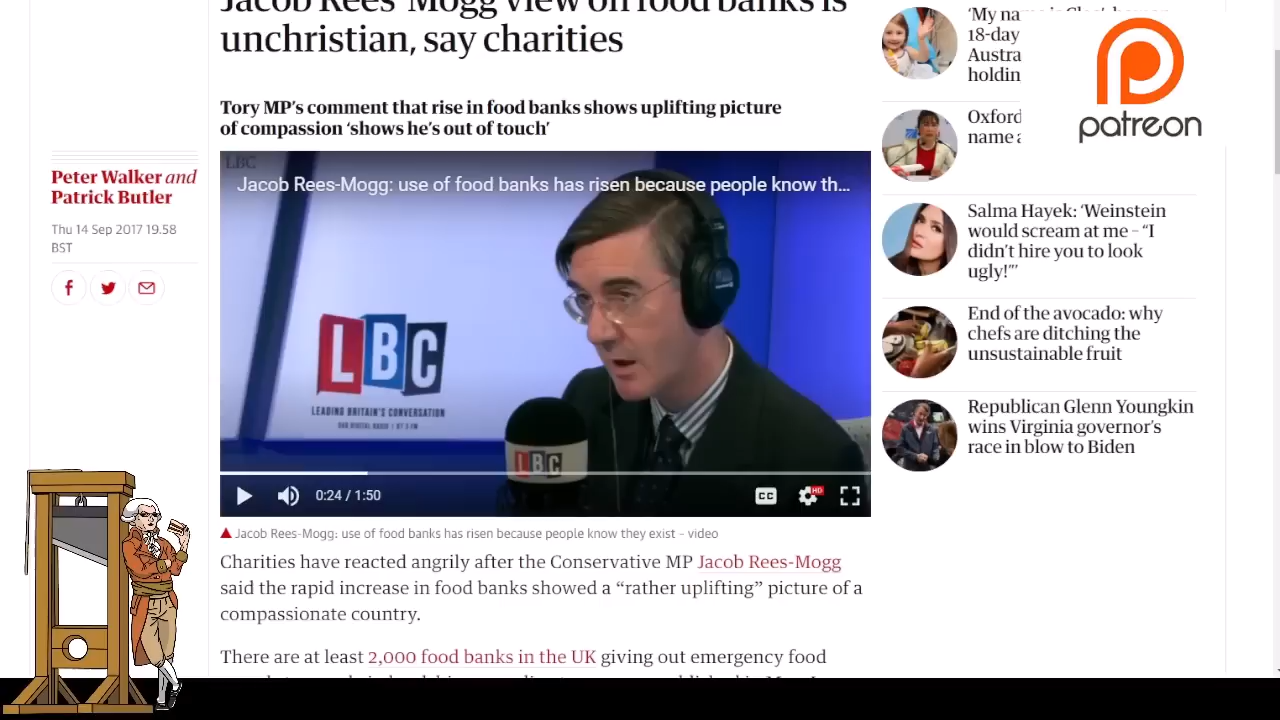 Jacob Rees-Mogg view on food banks is
unchristian, say charities
Tory MP's comment that rise in food banks shows uplifting picture
of compassion 'shows he's out of touch'
Peter Walker and
Patrick Butler
Thu 14 Sep 2017 19.58
BST
LBC
Jacob Rees-Mogg: use of food banks has risen because people know th...
LBC
LEADING BRITAIN'S CONVERSATION
LBC
0:24 / 1:50
CC
HD
Jacob Rees-Mogg: use of food banks has risen because people know they exist – video
Charities have reacted angrily after the Conservative MP Jacob Rees-Mogg
said the rapid increase in food banks showed a “rather uplifting” picture of a
compassionate country.
There are at least 2,000 food banks in the UK giving out emergency food
'My name is
18-day
Austra
holdin
Oxford
name a
Salma Hayek: ‘Weinstein
would scream at me – “I
didn’t hire you to look
ugly!”’
End of the avocado: why
chefs are ditching the
unsustainable fruit
Republican Glenn Youngkin
wins Virginia governor’s
race in blow to Biden
patreon